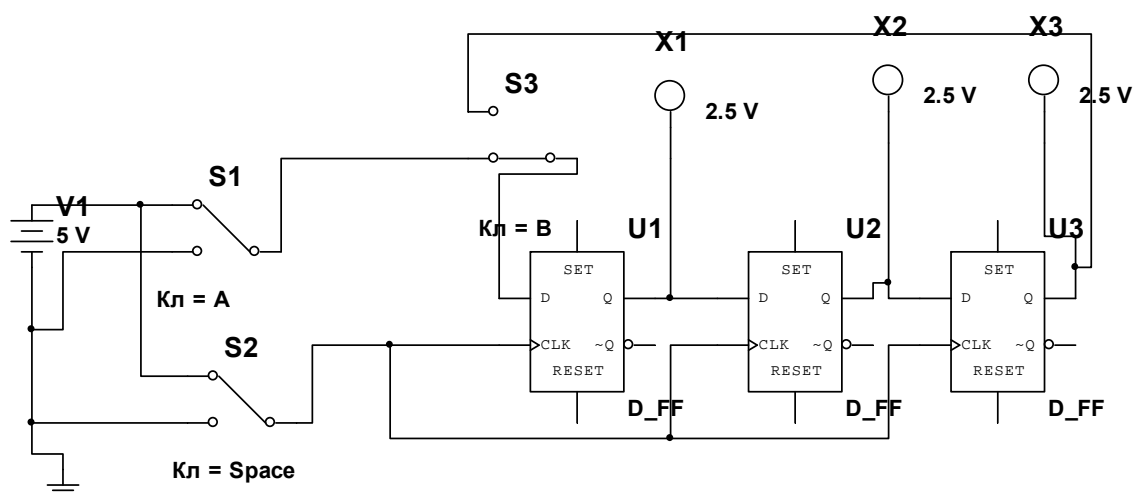 X1
X2
X3
S3
2.5 V
2.5 V
2.5 V
S1
V1
5 V
Кл = B
U1
U2
U3
SET
SET
SET
Кл = A
D
Q
D
Q
D
Q
S2
CLK
~Q
CLK
~Q
CLK
~Q
RESET
RESET
RESET
D_FF
D_FF
D_FF
Кл = Space